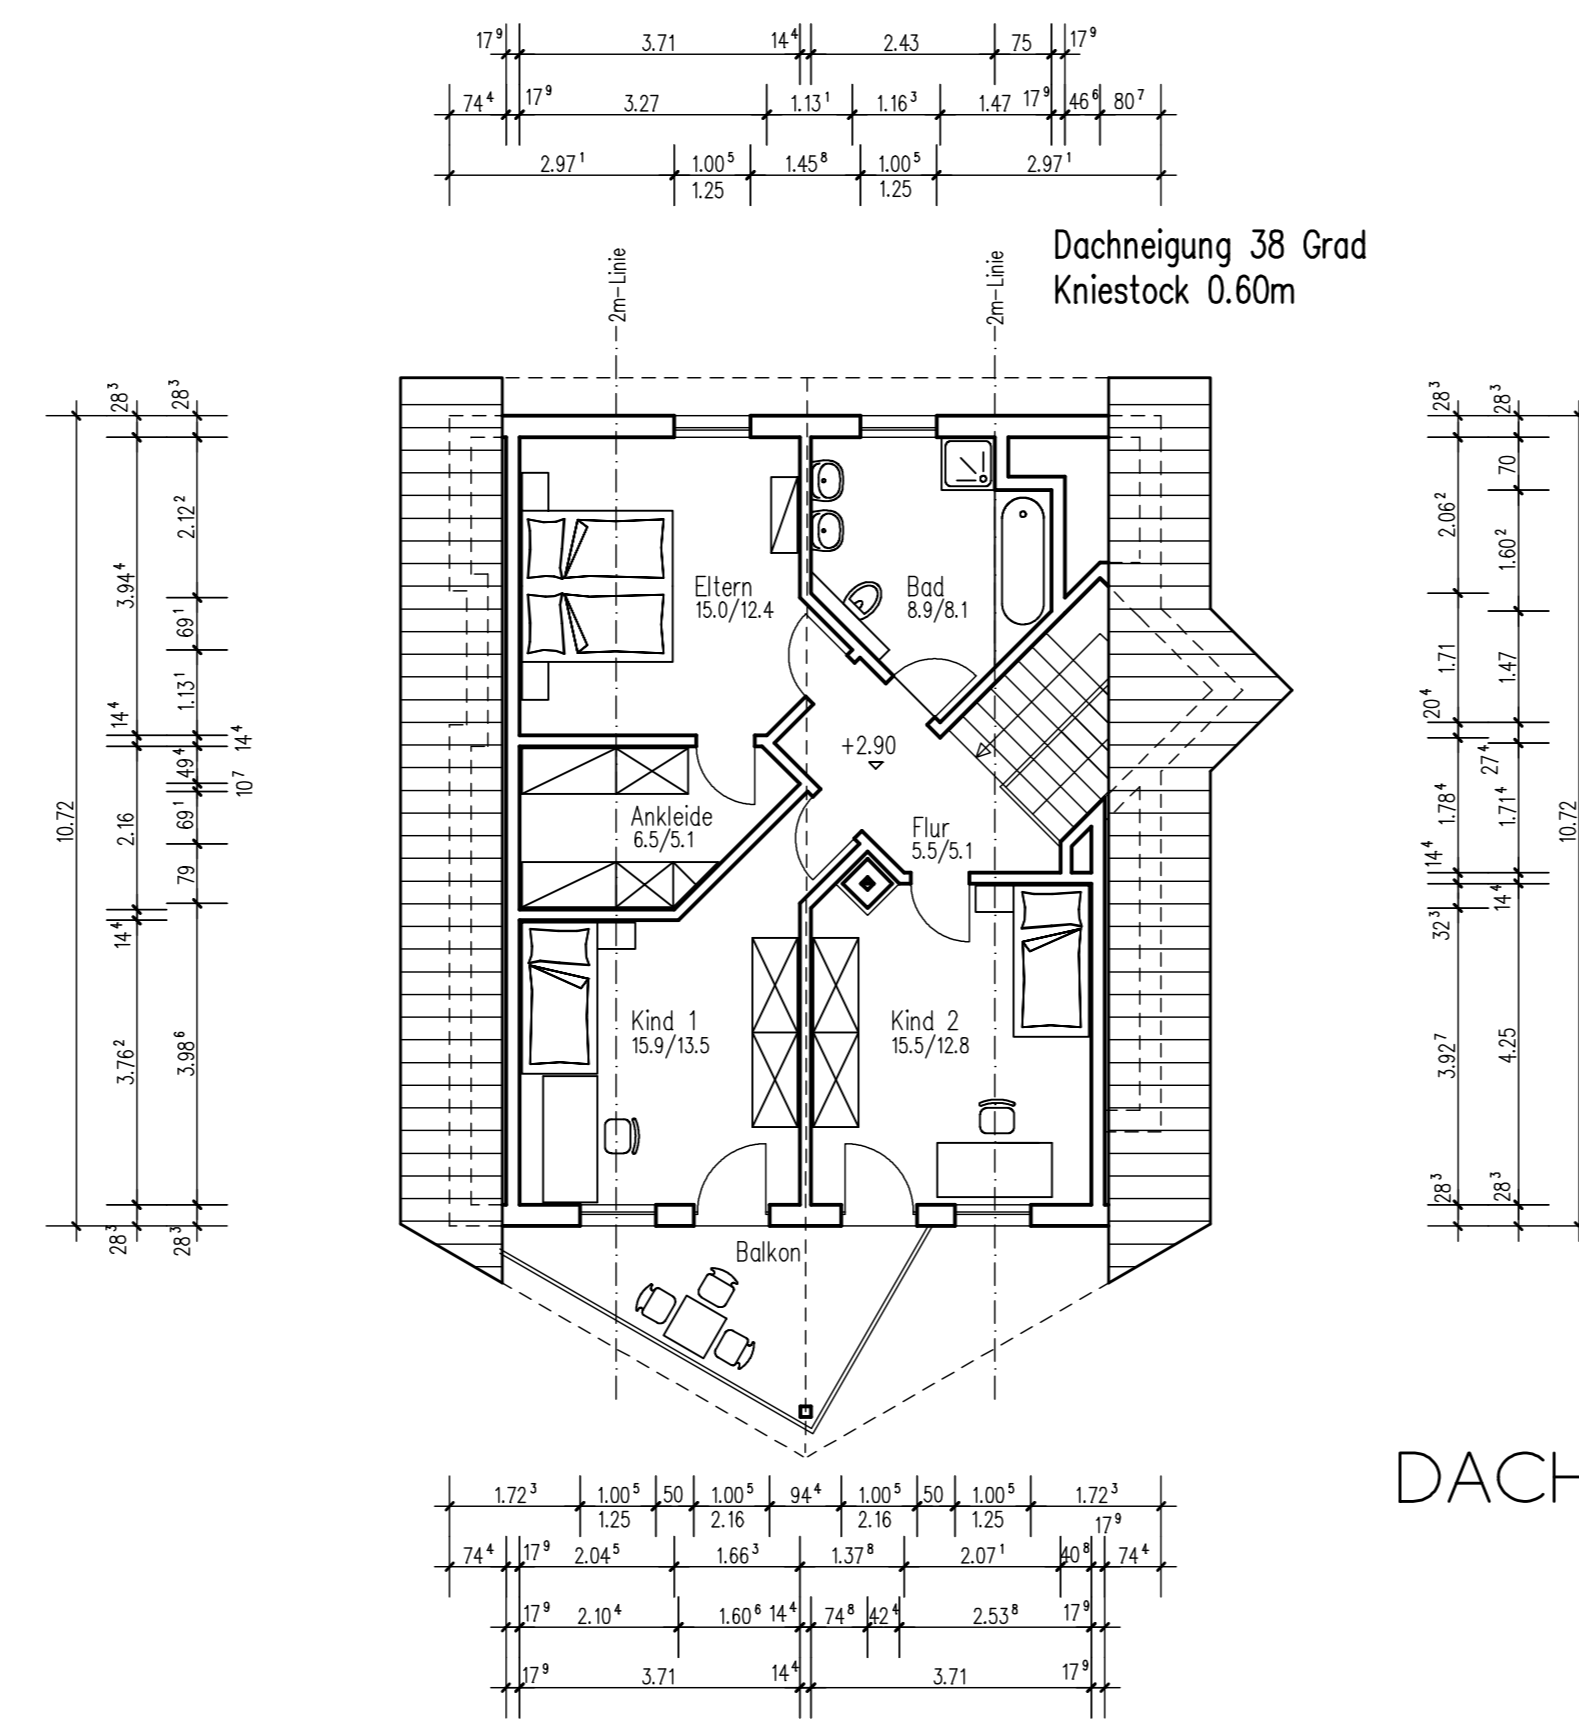 17⁹ 3.71 14⁴ 2.43 75 17⁹
74⁴ 17⁹ 3.27 1.13¹ 1.16³ 1.47 17⁹ 46⁶ 80⁷
2.97¹ 1.00⁵ 1.45⁸ 1.00⁵ 2.97¹
1.25 1.25
Dachneigung 38 Grad
Kniestock 0.60m
2m-Linie
2m-Linie
10.72
28³ 3.94⁴ 14⁴ 2.16 14⁴ 3.76² 28³
28³ 2.12² 69¹ 1.13¹ 49⁴ 69¹ 79 3.98⁶ 28³
14⁴ 10⁷
Eltern
15.0/12.4
Bad
8.9/8.1
+2.90
Ankleide
6.5/5.1
Flur
5.5/5.1
Kind 1
15.9/13.5
Kind 2
15.5/12.8
Balkon
28³ 2.06² 1.71 20⁴ 1.78⁴ 14⁴ 32³ 3.92⁷ 28³
28³ 70 1.60² 1.47 27⁴ 1.71⁴ 14⁴ 4.25 28³
10.72
DACH
1.72³ 1.00⁵ 50 1.00⁵ 94⁴ 1.00⁵ 50 1.00⁵ 1.72³
1.25 2.16 2.16 1.25
74⁴ 17⁹ 2.04⁵ 1.66³ 1.37⁸ 2.07¹ 40⁸ 17⁹ 74⁴
17⁹ 2.10⁴ 1.60⁶ 14⁴ 74⁸ 42⁴ 2.53⁸ 17⁹
17⁹ 3.71 14⁴ 3.71 17⁹